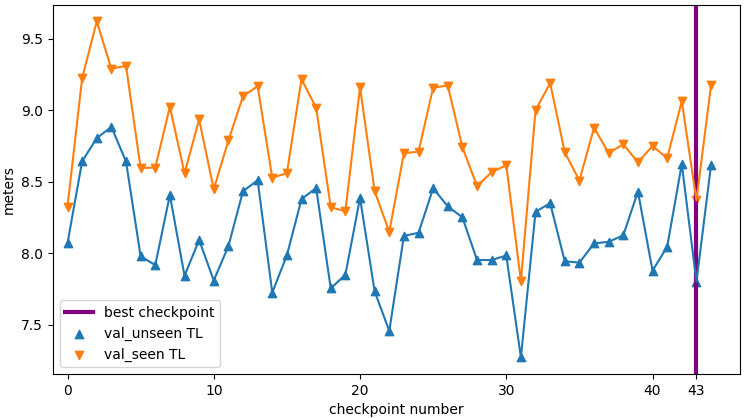 9.5
9.0
8.5
8.0
7.5
meters
best checkpoint
val_unseen TL
val_seen TL
0
10
20
30
40
43
checkpoint number